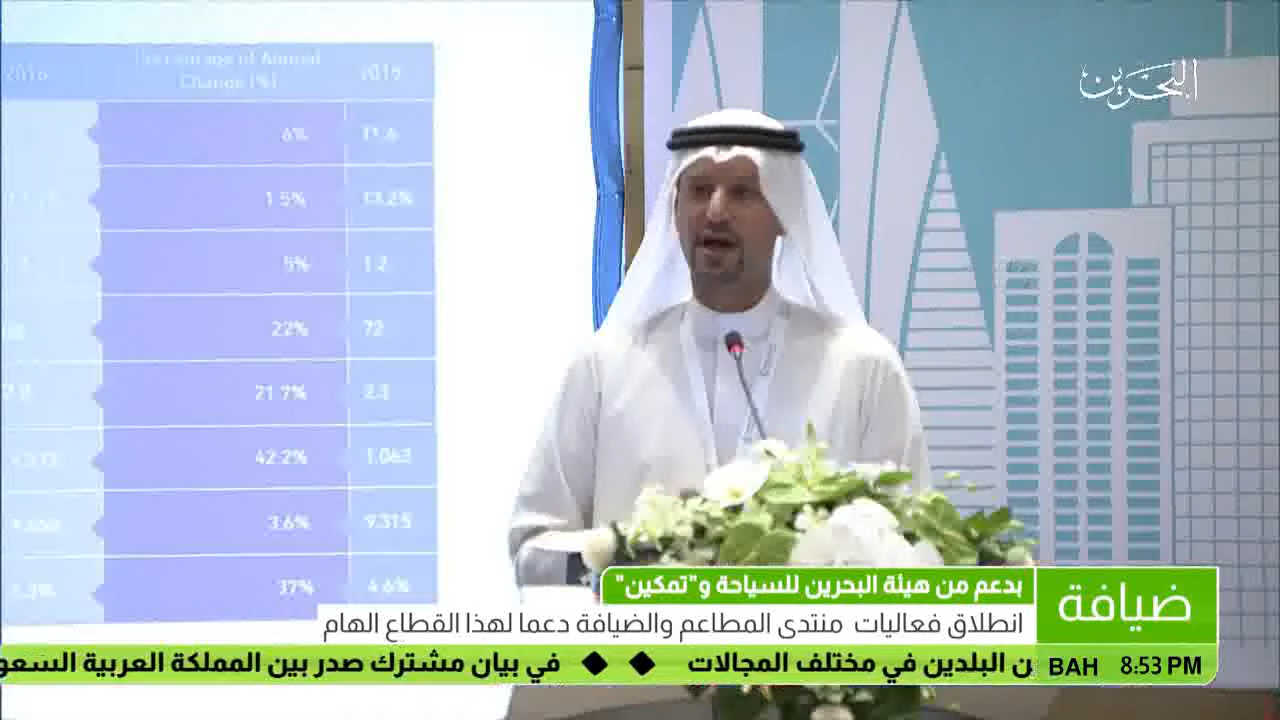 البحرين
2016 Percentage of Annual 2015
Change (%)
6% 11.6
1.5% 13.2%
5% 1.2
22% 72
21.7% 2.3
42.2% 1.062
3.6% 9.315
37% 4.6%
بدعم من هيئة البحرين للسياحة و"تمكين"
ضيافة
انطلاق فعاليات منتدى المطاعم والضيافة دعما لهذا القطاع الهام
ن البلدين في مختلف المجالات ◆ ◆ في بيان مشترك صدر بين المملكة العربية السعو
BAH 8:53 PM